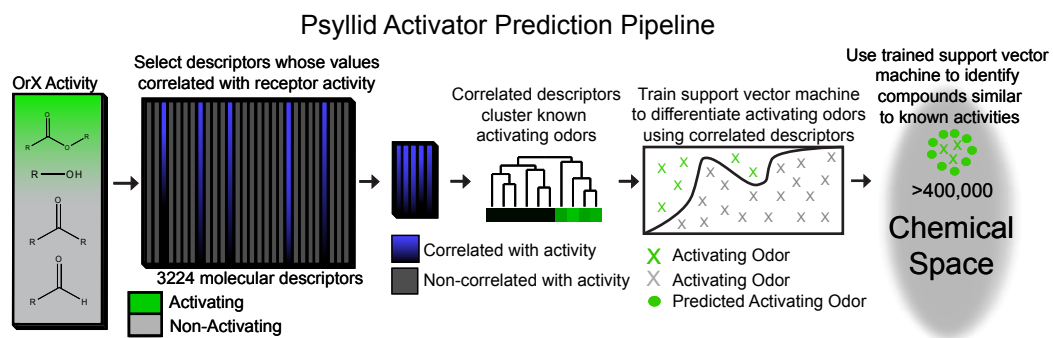 Psyllid Activator Prediction Pipeline
OrX Activity
O
R
O
R
R
OH
O
R
R
O
R
H
Activating
Non-Activating
Select descriptors whose values
correlated with receptor activity
3224 molecular descriptors
Correlated descriptors
cluster known
activating odors
Correlated with activity
Non-correlated with activity
Train support vector machine
to differentiate activating odors
using correlated descriptors
X X X X
X X X X
X X X X X
X X X X X
X X X X
X Activating Odor
X Activating Odor
Predicted Activating Odor
Use trained support vector
machine to identify
compounds similar
to known activities
X X
X X
>400,000
Chemical
Space